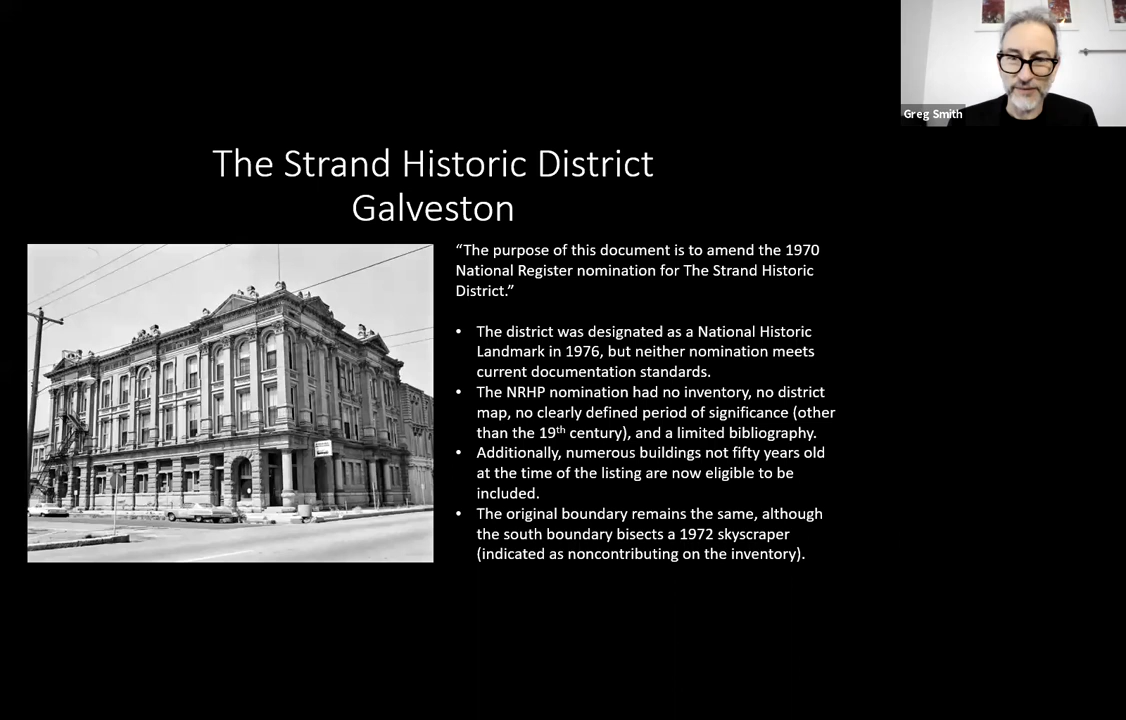 Greg Smith
The Strand Historic District
Galveston
“The purpose of this document is to amend the 1970
National Register nomination for The Strand Historic
District.”
• The district was designated as a National Historic
Landmark in 1976, but neither nomination meets
current documentation standards.
• The NRHP nomination had no inventory, no district
map, no clearly defined period of significance (other
than the 19th century), and a limited bibliography.
• Additionally, numerous buildings not fifty years old
at the time of the listing are now eligible to be
included.
• The original boundary remains the same, although
the south boundary bisects a 1972 skyscraper
(indicated as noncontributing on the inventory).